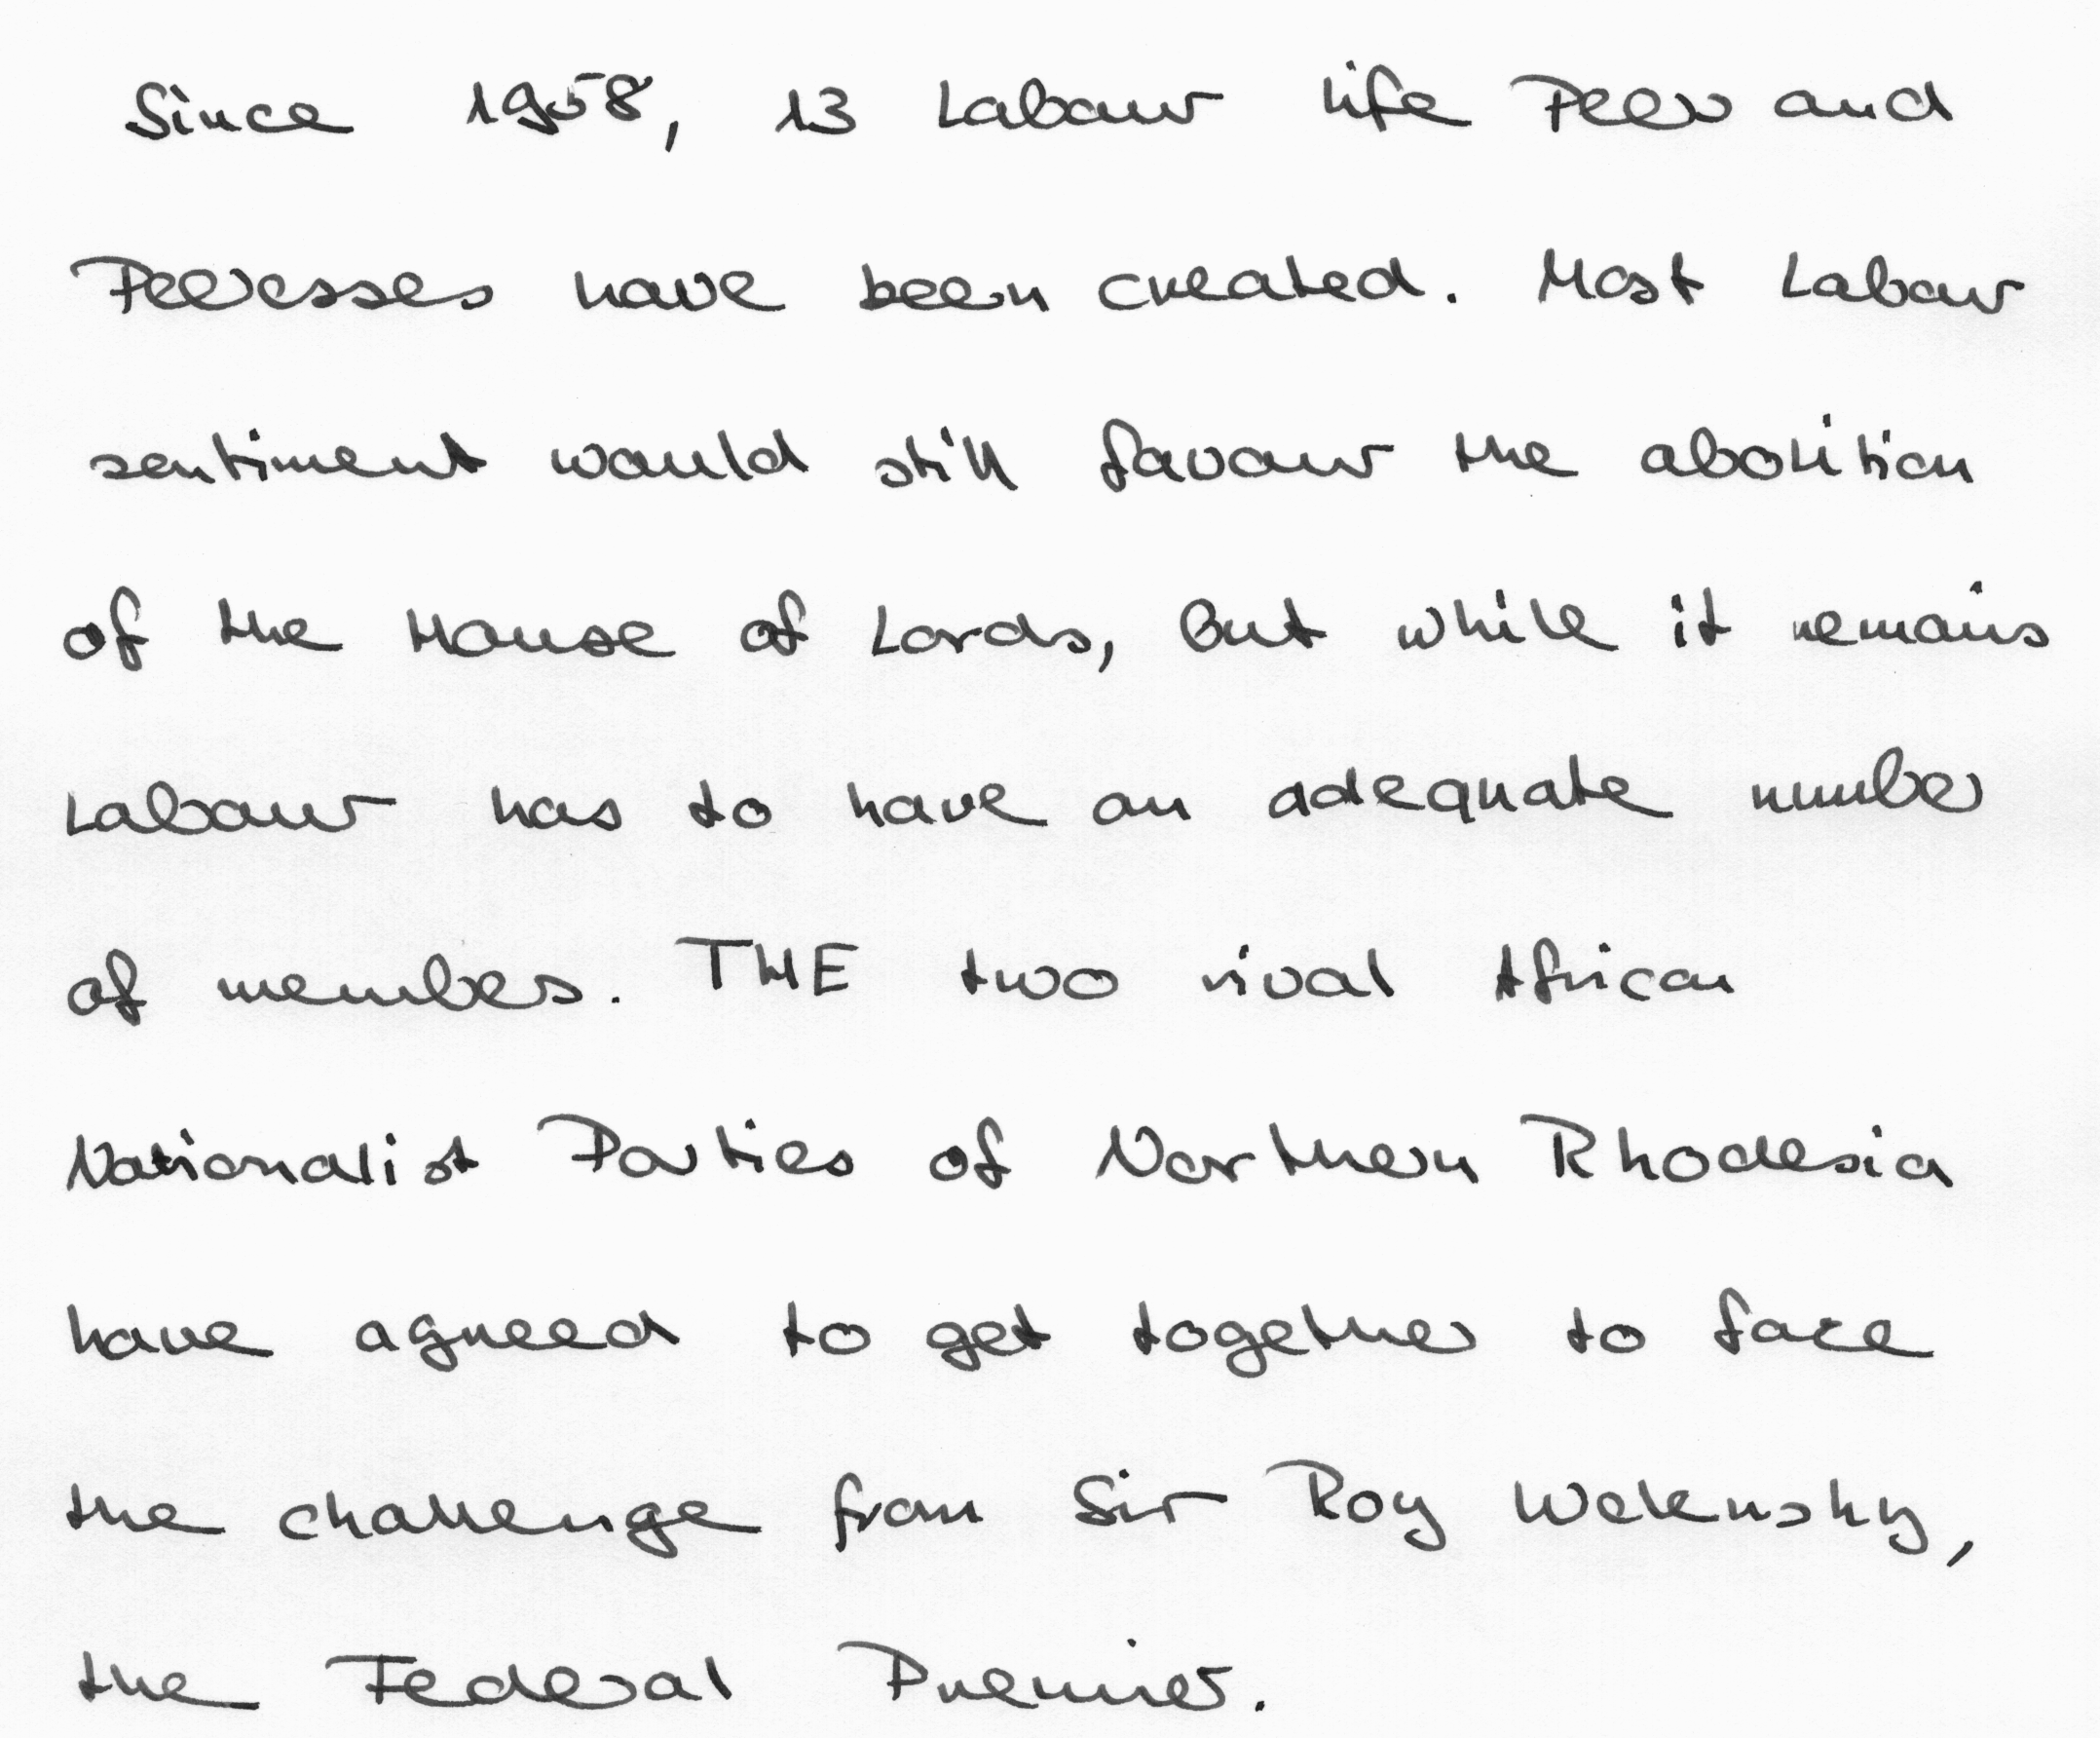 Since 1958, 13 Labour life Peers and
Peeresses have been created. Most Labour
sentiment would still favour the abolition
of the House of Lords, but while it remains
Labour has to have an adequate number
of members. THE two rival African
Nationalist Parties of Northern Rhodesia
have agreed to get together to face
the challenge from Sir Roy Welensky,
the Federal Premier.